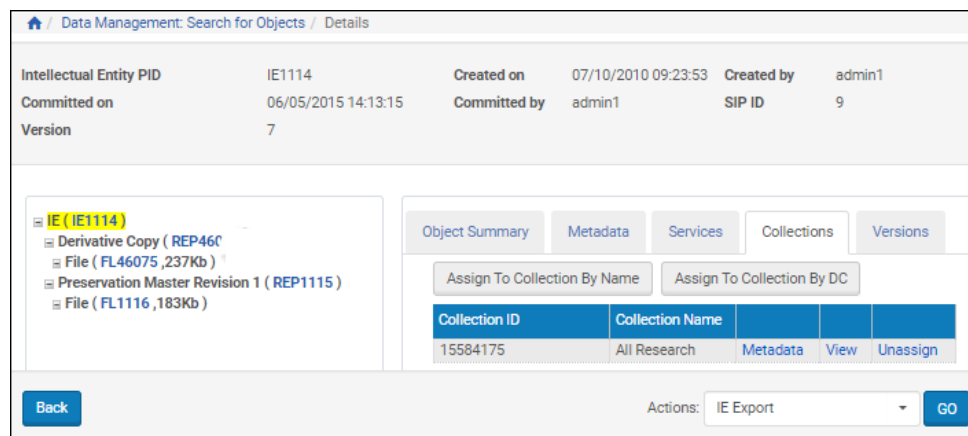 / Data Management: Search for Objects / Details
Intellectual Entity PID IE1114 Created on 07/10/2010 09:23:53 Created by admin1
Committed on 06/05/2015 14:13:15 Committed by admin1 SIP ID 9
Version 7
IE ( IE1114 )
Derivative Copy (
File ( FL46075 ,237Kb )
Preservation Master Revision 1 ( REP1115 )
File ( FL1116 ,183Kb )
Object Summary Metadata Services Collections Versions
Assign To Collection By Name Assign To Collection By DC
Collection ID Collection Name
15584175 All Research Metadata View Unassign
Back Actions: IE Export GO